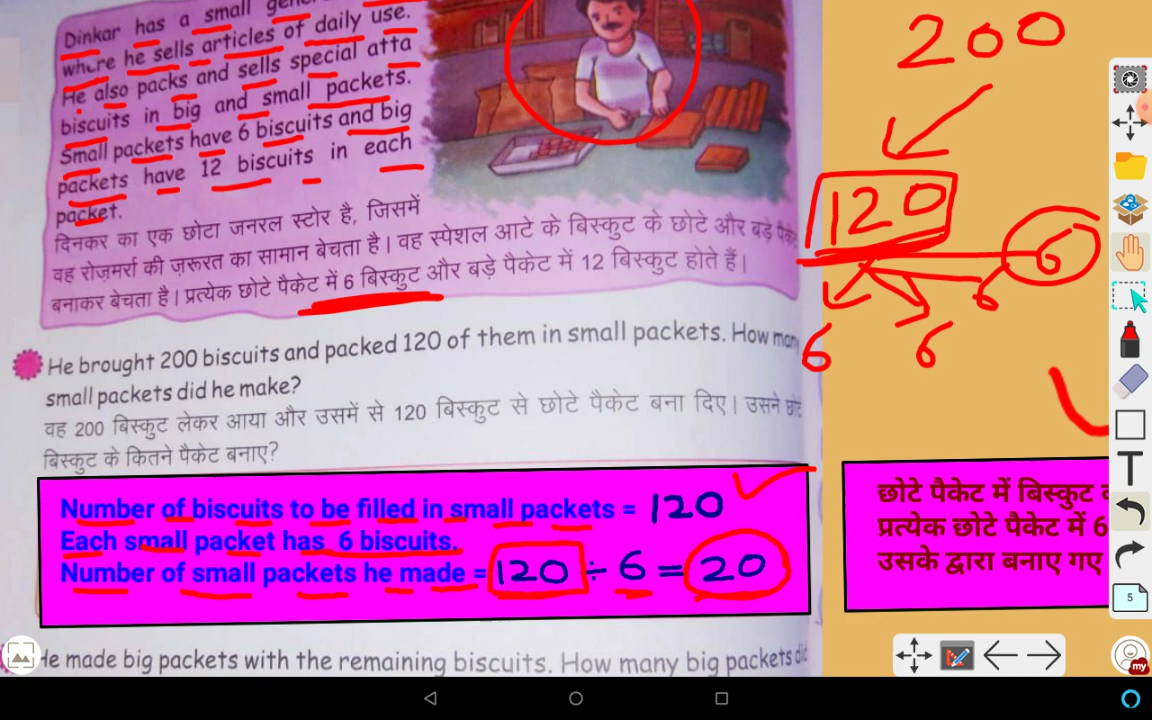 Dinkar has a small
where he sells articles of daily use.
He also packs and sells special atta
biscuits in big and small packets.
Small packets have 6 biscuits and big
packets have 12 biscuits in each
packet.
दिनकर का एक छोटा जनरल स्टोर है, जिसमें
वह रोज़मर्रा की ज़रूरत का सामान बेचता है। वह स्पेशल आटे के बिस्कुट के छोटे और बड़े
बनाकर बेचता है। प्रत्येक छोटे पैकेट में 6 बिस्कुट और बड़े पैकेट में 12 बिस्कुट होते हैं।
He brought 200 biscuits and packed 120 of them in small packets. How
small packets did he make?
वह 200 बिस्कुट लेकर आया और उसमें से 120 बिस्कुट से छोटे पैकेट बना दिए। उसने
बिस्कुट के कितने पैकेट बनाए?
Number of biscuits to be filled in small packets = 120
Each small packet has 6 biscuits.
Number of small packets he made = 120 ÷ 6 = 20
He made big packets with the remaining biscuits. How many big packets
200
120
6
6 6 6
छोटे पैकेट में बिस्कुट
प्रत्येक छोटे पैकेट में 6
उसके द्वारा बनाए गए
T
5
my